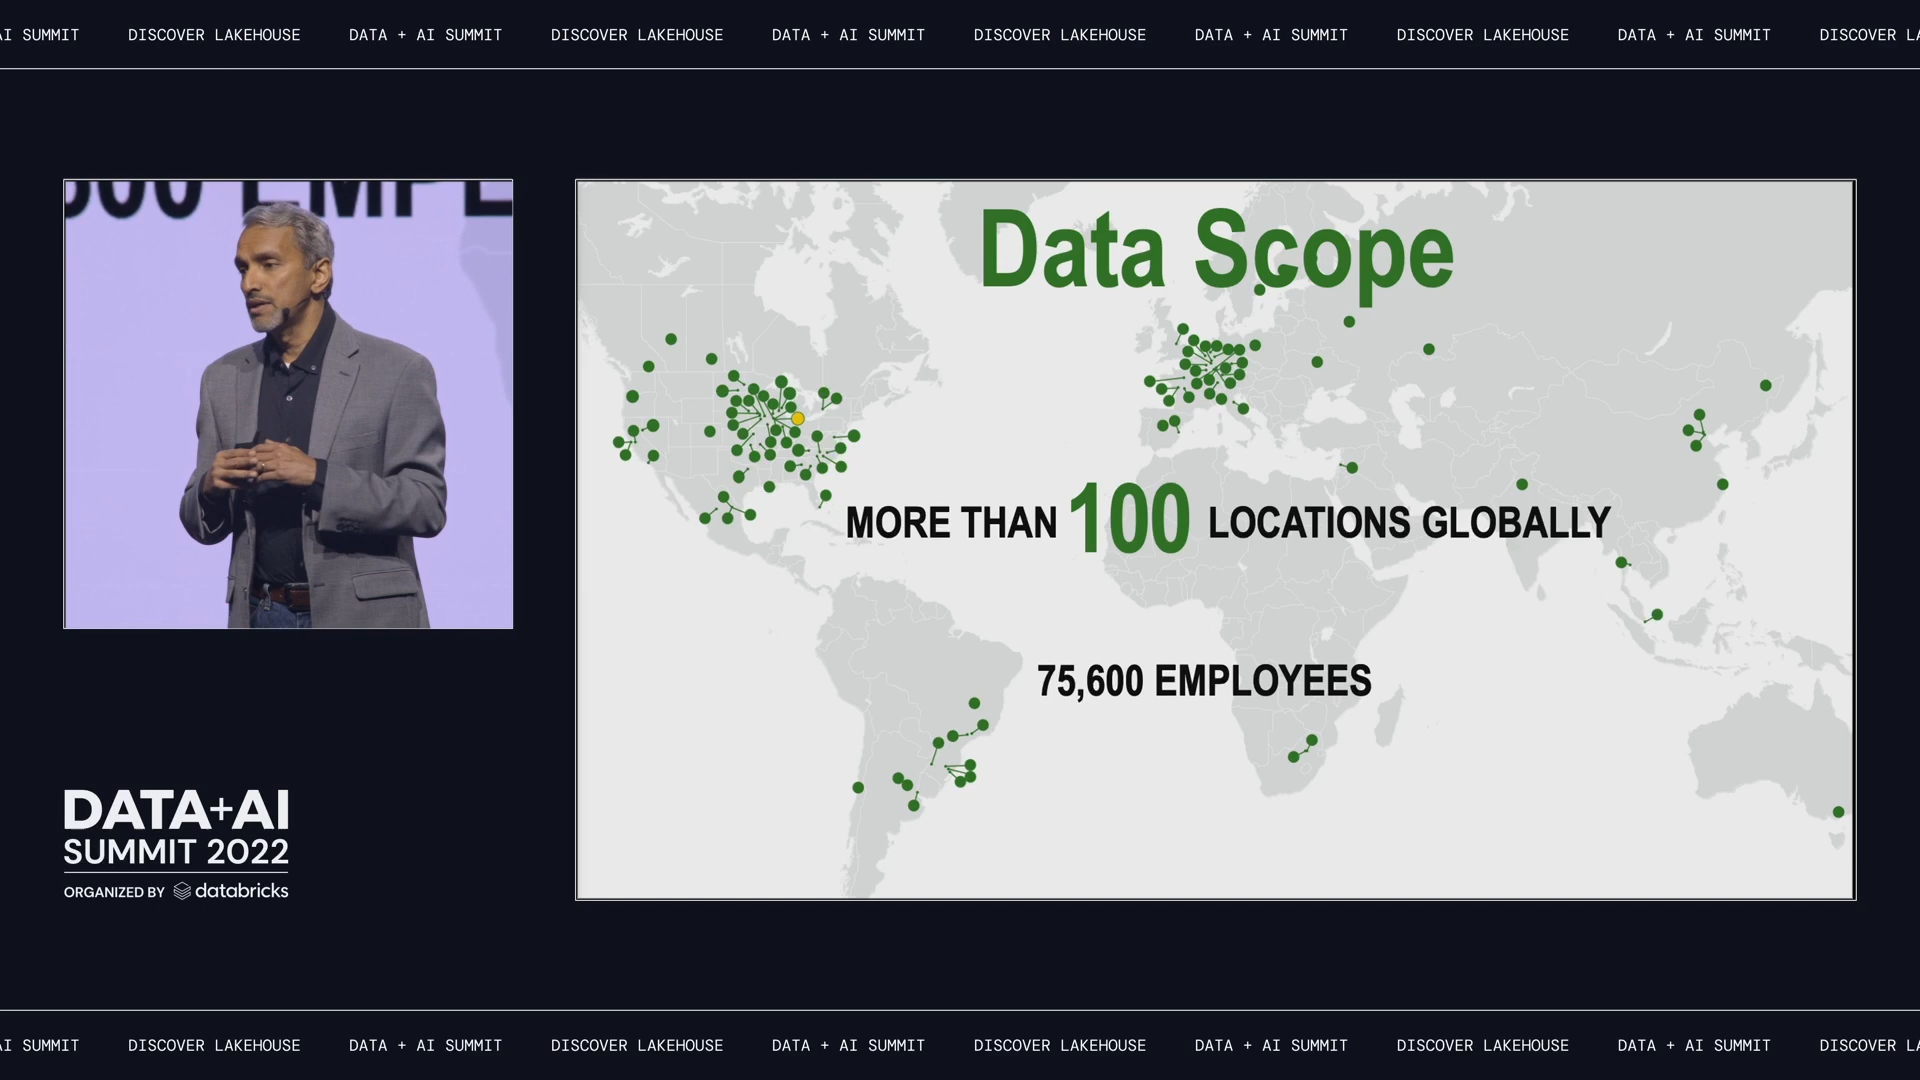 AI SUMMIT DISCOVER LAKEHOUSE DATA + AI SUMMIT DISCOVER LAKEHOUSE DATA + AI SUMMIT DISCOVER LAKEHOUSE DATA + AI SUMMIT DISCOVER LAKEHOUSE DATA + AI SUMMIT DISCOVER LA
600 EMPL
Data Scope
MORE THAN 100 LOCATIONS GLOBALLY
75,600 EMPLOYEES
DATA+AI
SUMMIT 2022
ORGANIZED BY databricks
AI SUMMIT DISCOVER LAKEHOUSE DATA + AI SUMMIT DISCOVER LAKEHOUSE DATA + AI SUMMIT DISCOVER LAKEHOUSE DATA + AI SUMMIT DISCOVER LAKEHOUSE DATA + AI SUMMIT DISCOVER LA